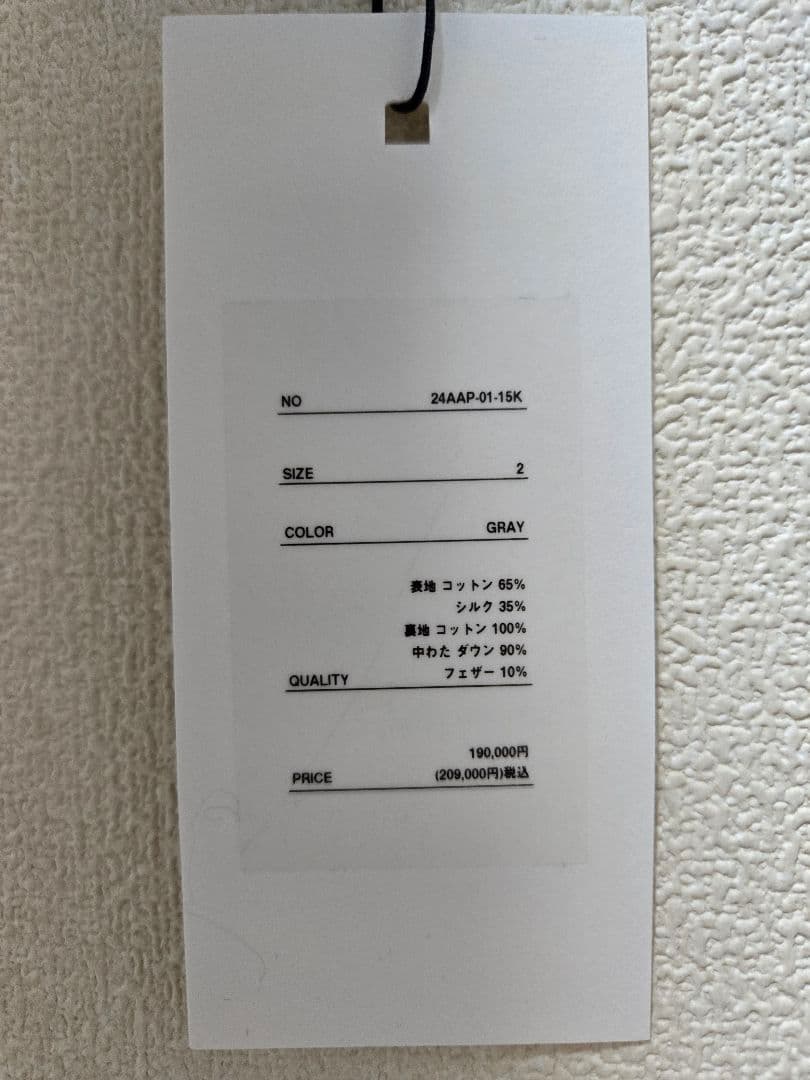 NO 24AAP-01-15K
SIZE 2
COLOR GRAY
表地 コットン 65%
シルク 35%
裏地 コットン 100%
中わた ダウン 90%
QUALITY フェザー 10%
190,000円
PRICE (209,000円)税込